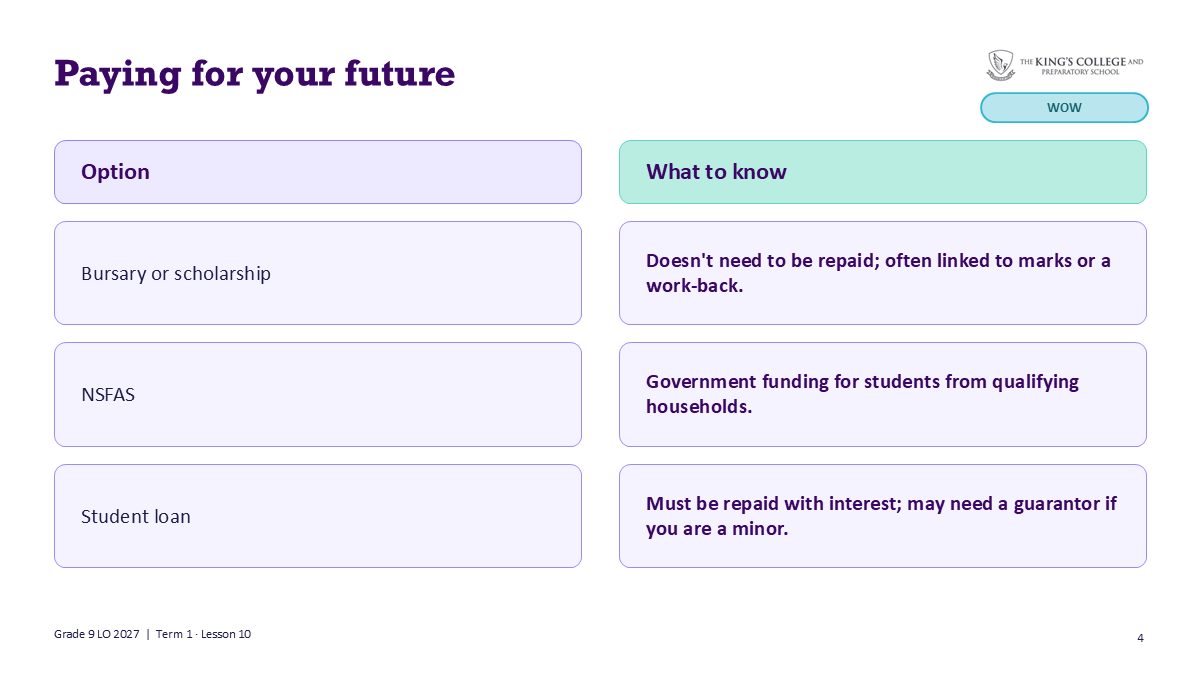 Paying for your future
THE KING'S COLLEGE AND
PREPARATORY SCHOOL
WOW
Option
What to know
Bursary or scholarship
Doesn't need to be repaid; often linked to marks or a
work-back.
NSFAS
Government funding for students from qualifying
households.
Student loan
Must be repaid with interest; may need a guarantor if
you are a minor.
Grade 9 LO 2027 | Term 1 · Lesson 10
4